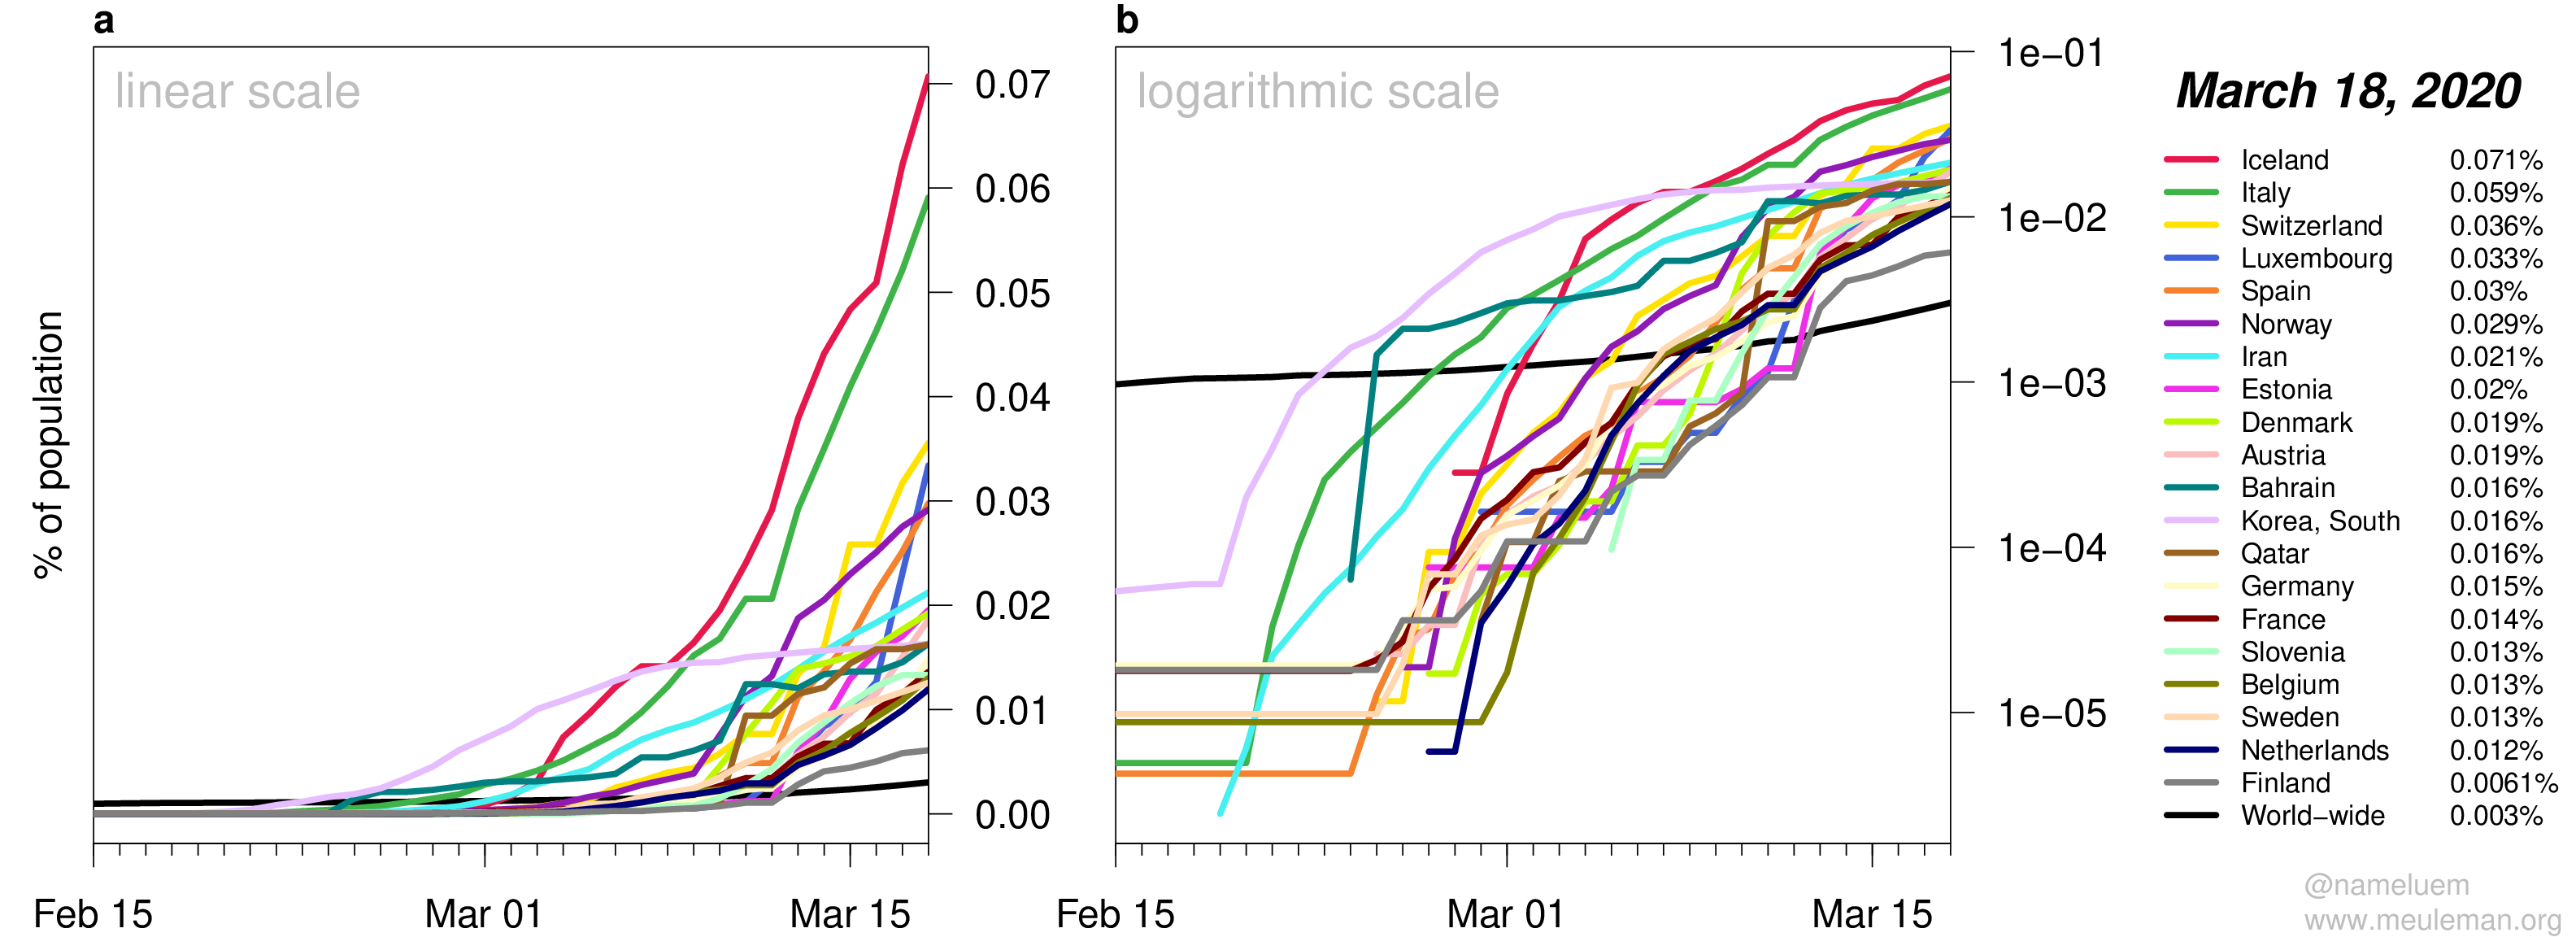 a
linear scale
% of population
0.07
0.06
0.05
0.04
0.03
0.02
0.01
0.00
Feb 15
Mar 01
Mar 15
b
logarithmic scale
1e−01
1e−02
1e−03
1e−04
1e−05
Feb 15
Mar 01
Mar 15
March 18, 2020
Iceland 0.071%
Italy 0.059%
Switzerland 0.036%
Luxembourg 0.033%
Spain 0.03%
Norway 0.029%
Iran 0.021%
Estonia 0.02%
Denmark 0.019%
Austria 0.019%
Bahrain 0.016%
Korea, South 0.016%
Qatar 0.016%
Germany 0.015%
France 0.014%
Slovenia 0.013%
Belgium 0.013%
Sweden 0.013%
Netherlands 0.012%
Finland 0.0061%
World−wide 0.003%
@nameluem
www.meuleman.org